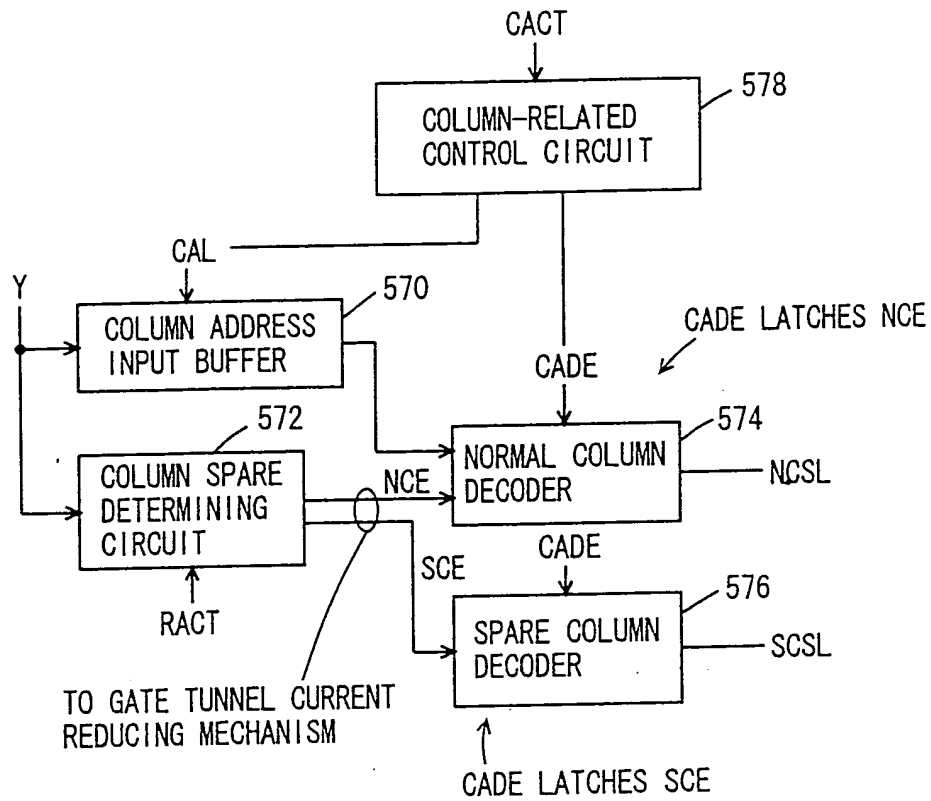 CACT
578
COLUMN-RELATED
CONTROL CIRCUIT
CAL
Y
570
COLUMN ADDRESS
INPUT BUFFER
CADE LATCHES NCE
CADE
572
574
COLUMN SPARE
DETERMINING
CIRCUIT
NCE
NORMAL COLUMN
DECODER
NCSL
CADE
SCE
576
RACT
SPARE COLUMN
DECODER
SCSL
TO GATE TUNNEL CURRENT
REDUCING MECHANISM
CADE LATCHES SCE